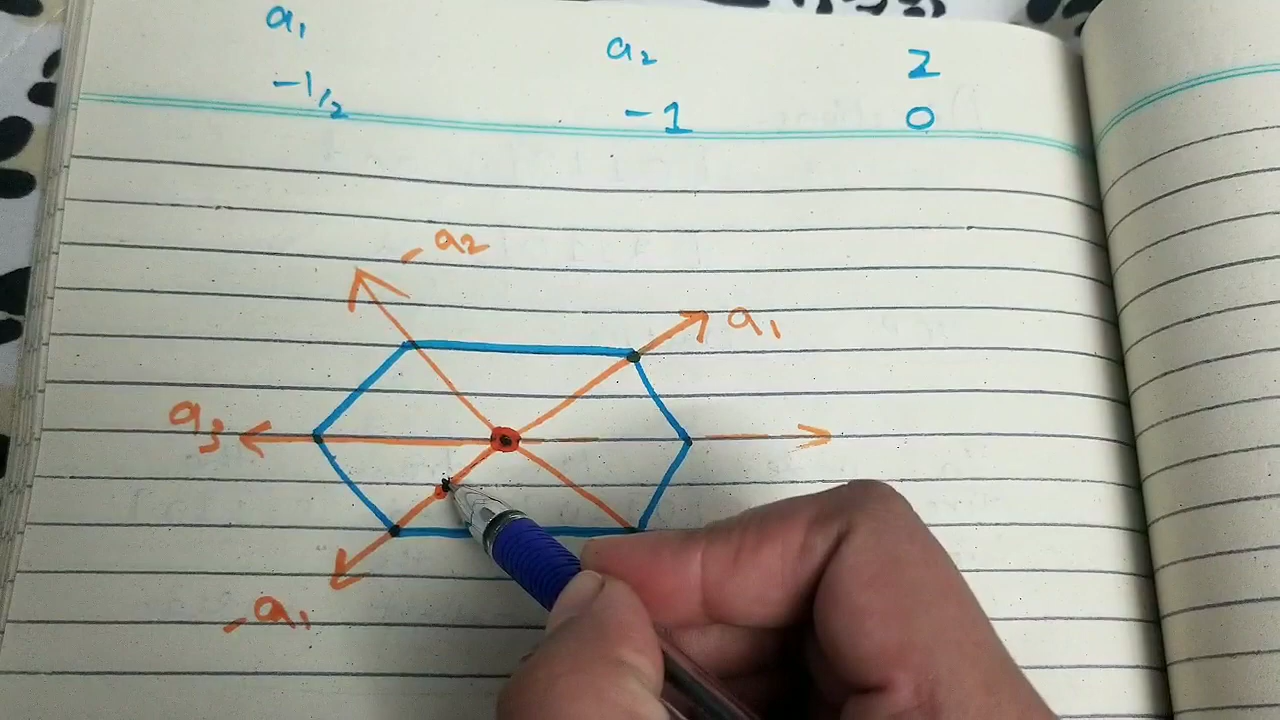 a₁ a₂ Z
-1/2 -1 0
-a₂
a₁
a₃
-a₁